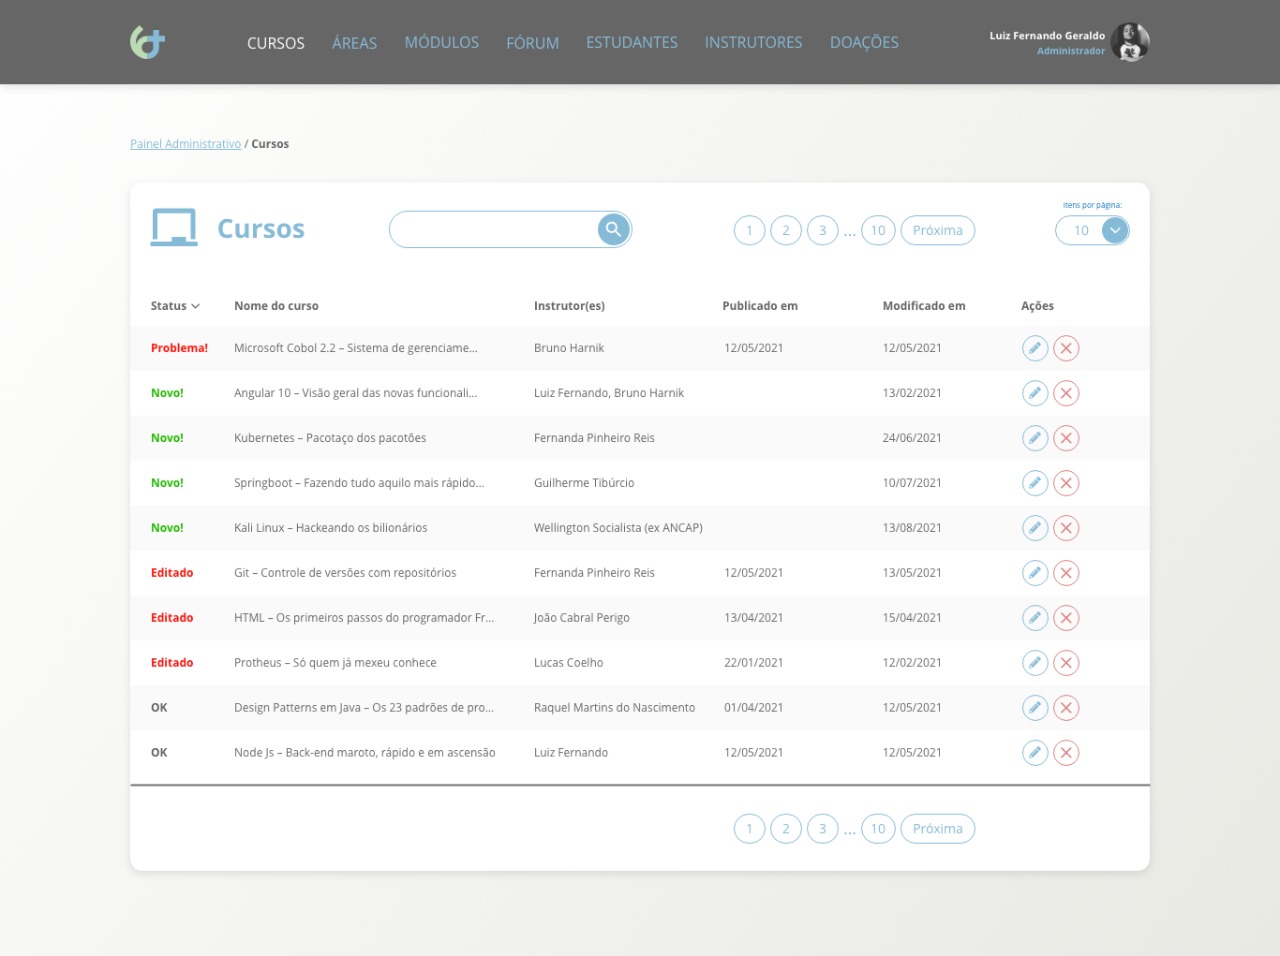 CURSOS ÁREAS MÓDULOS FÓRUM ESTUDANTES INSTRUTORES DOAÇÕES
Luiz Fernando Geraldo
Administrador
Painel Administrativo / Cursos
Itens por página:
Cursos 1 2 3 ... 10 Próxima 10
Status Nome do curso Instrutor(es) Publicado em Modificado em Ações
Problema! Microsoft Cobol 2.2 – Sistema de gerenciame... Bruno Harnik 12/05/2021 12/05/2021
Novo! Angular 10 – Visão geral das novas funcionali... Luiz Fernando, Bruno Harnik 13/02/2021
Novo! Kubernetes – Pacotaço dos pacotões Fernanda Pinheiro Reis 24/06/2021
Novo! Springboot – Fazendo tudo aquilo mais rápido... Guilherme Tibúrcio 10/07/2021
Novo! Kali Linux – Hackeando os bilionários Wellington Socialista (ex ANCAP) 13/08/2021
Editado Git – Controle de versões com repositórios Fernanda Pinheiro Reis 12/05/2021 13/05/2021
Editado HTML – Os primeiros passos do programador Fr... João Cabral Perigo 13/04/2021 15/04/2021
Editado Protheus – Só quem já mexeu conhece Lucas Coelho 22/01/2021 12/02/2021
OK Design Patterns em Java – Os 23 padrões de pro... Raquel Martins do Nascimento 01/04/2021 12/05/2021
OK Node Js – Back-end maroto, rápido e em ascensão Luiz Fernando 12/05/2021 12/05/2021
1 2 3 ... 10 Próxima